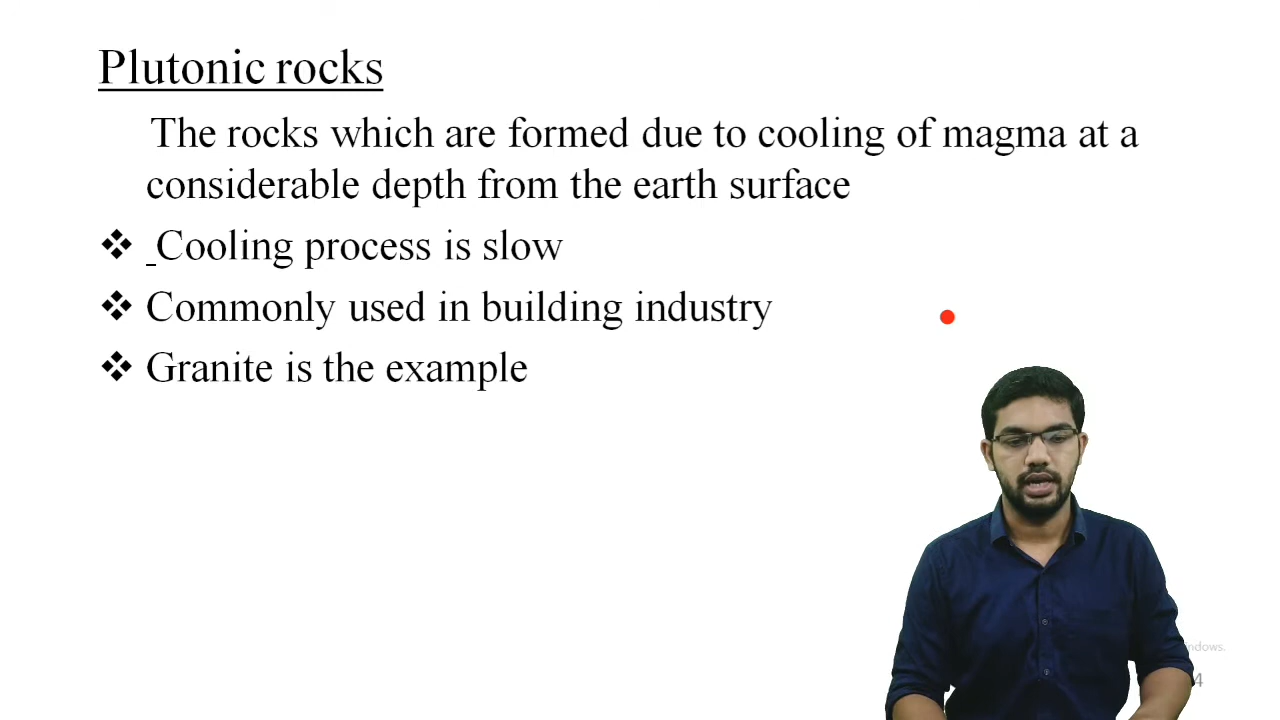 Plutonic rocks
The rocks which are formed due to cooling of magma at a
considerable depth from the earth surface
❖ Cooling process is slow
❖ Commonly used in building industry
❖ Granite is the example